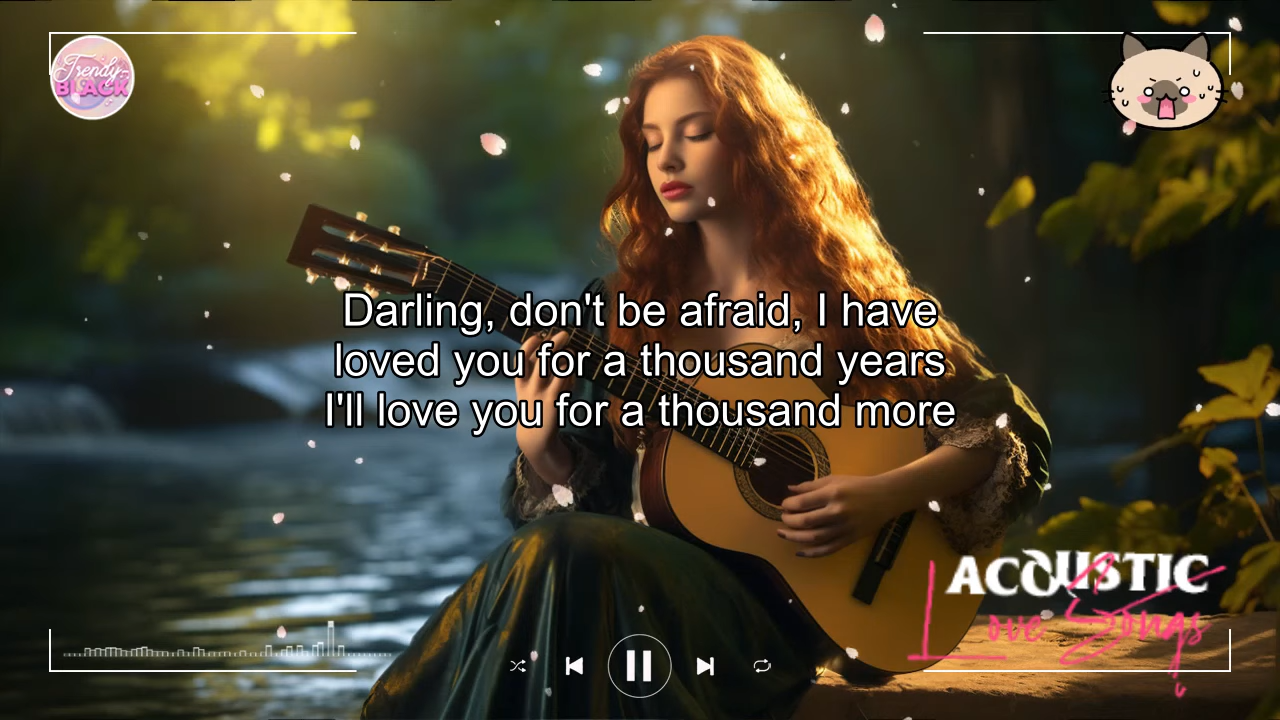 Trendy
BLACK
Darling, don't be afraid, I have
loved you for a thousand years
I'll love you for a thousand more
ACOUSTIC
Love Songs